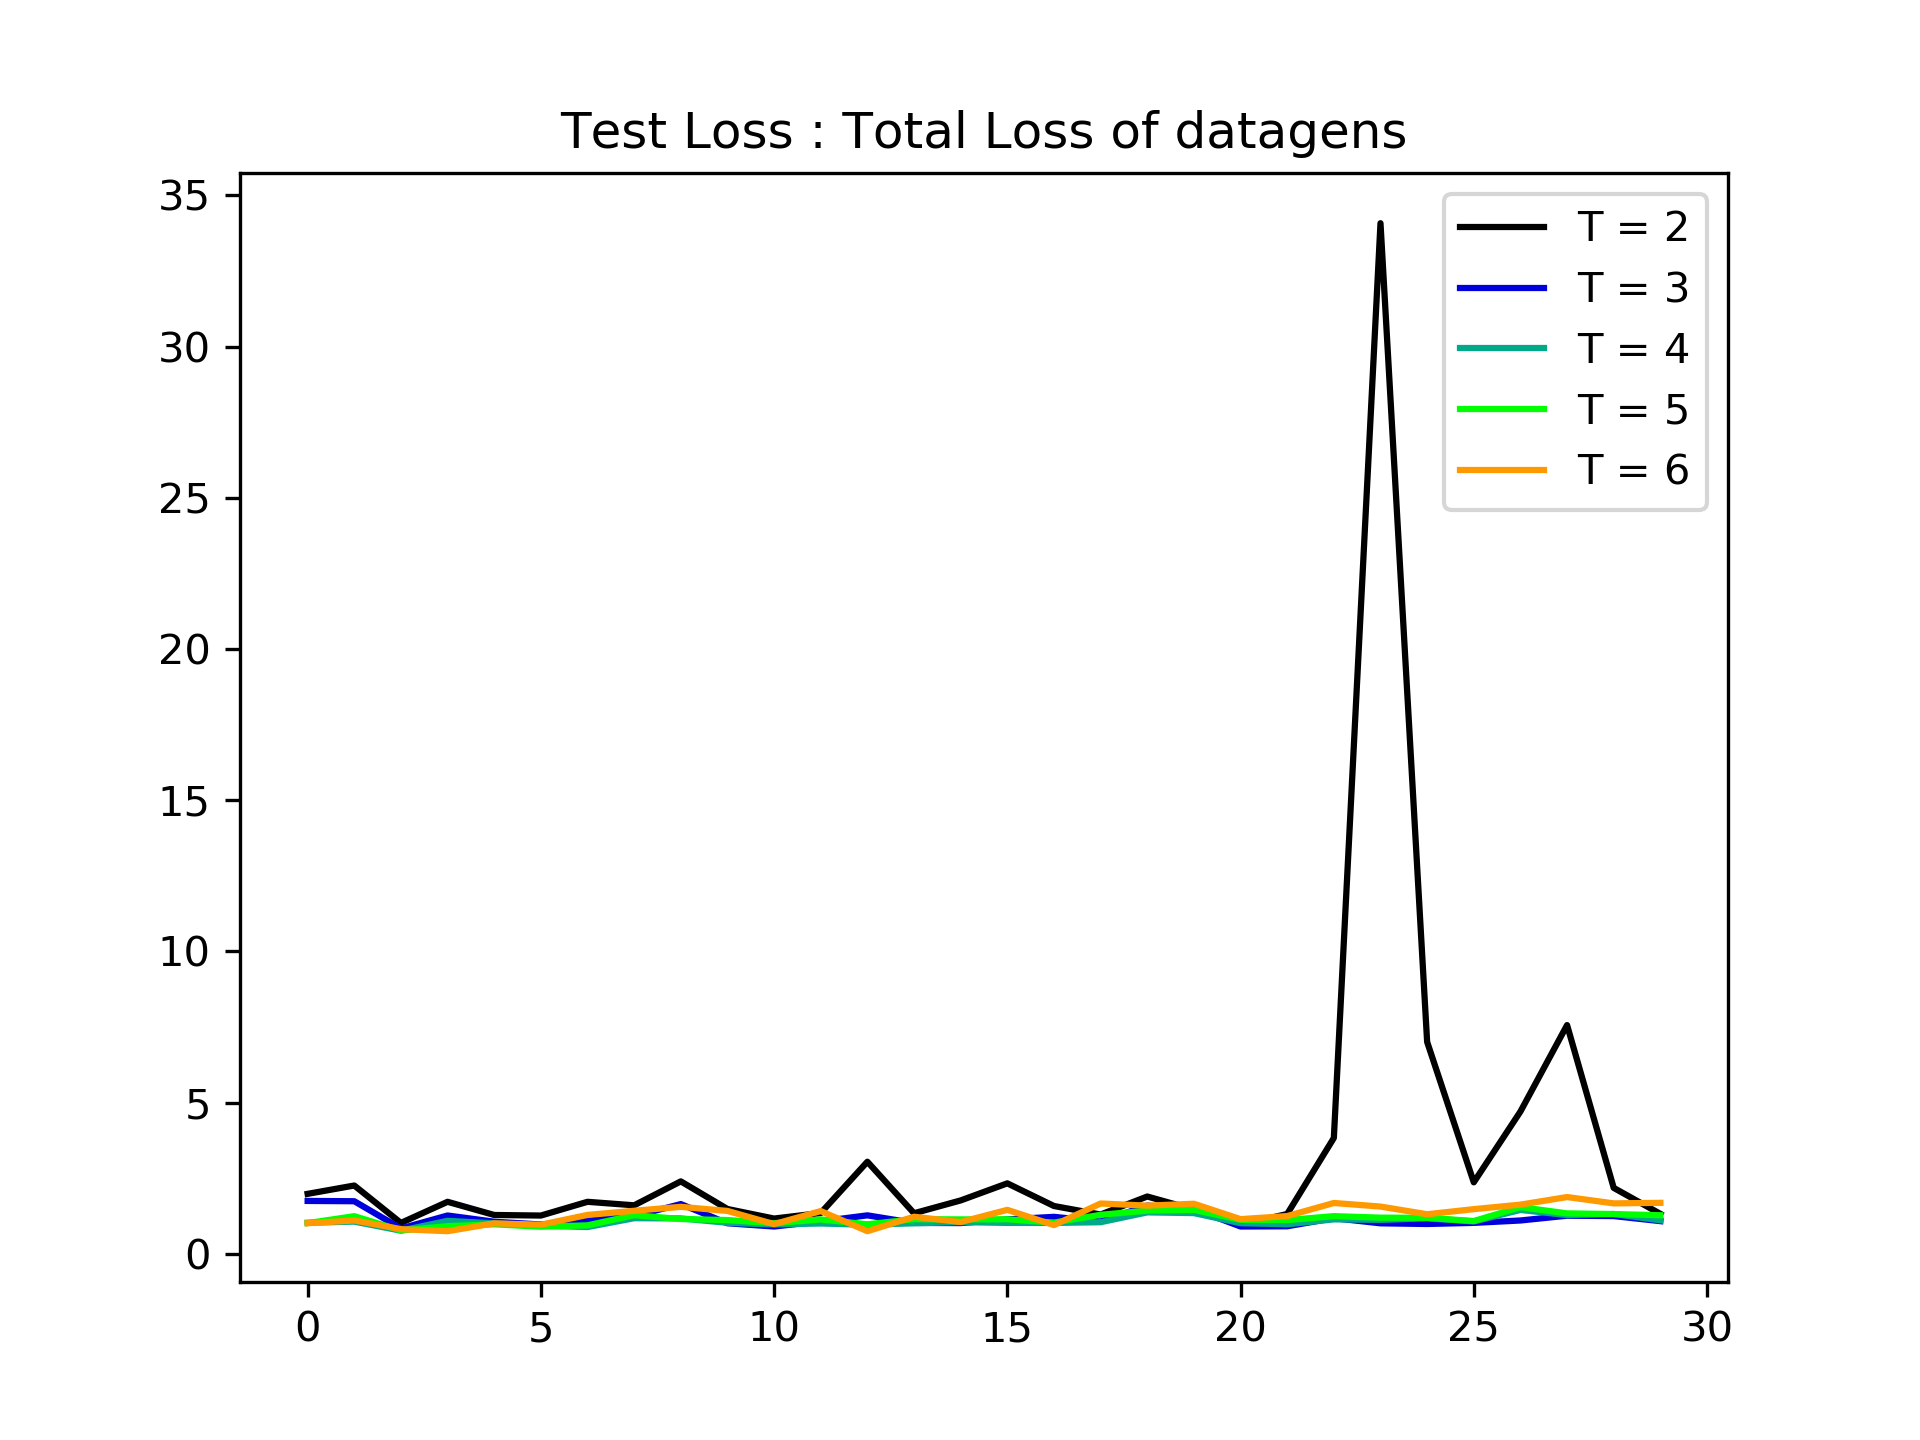 Test Loss : Total Loss of datagens
35
30
25
20
15
10
5
0
T = 2
T = 3
T = 4
T = 5
T = 6
0 5 10 15 20 25 30